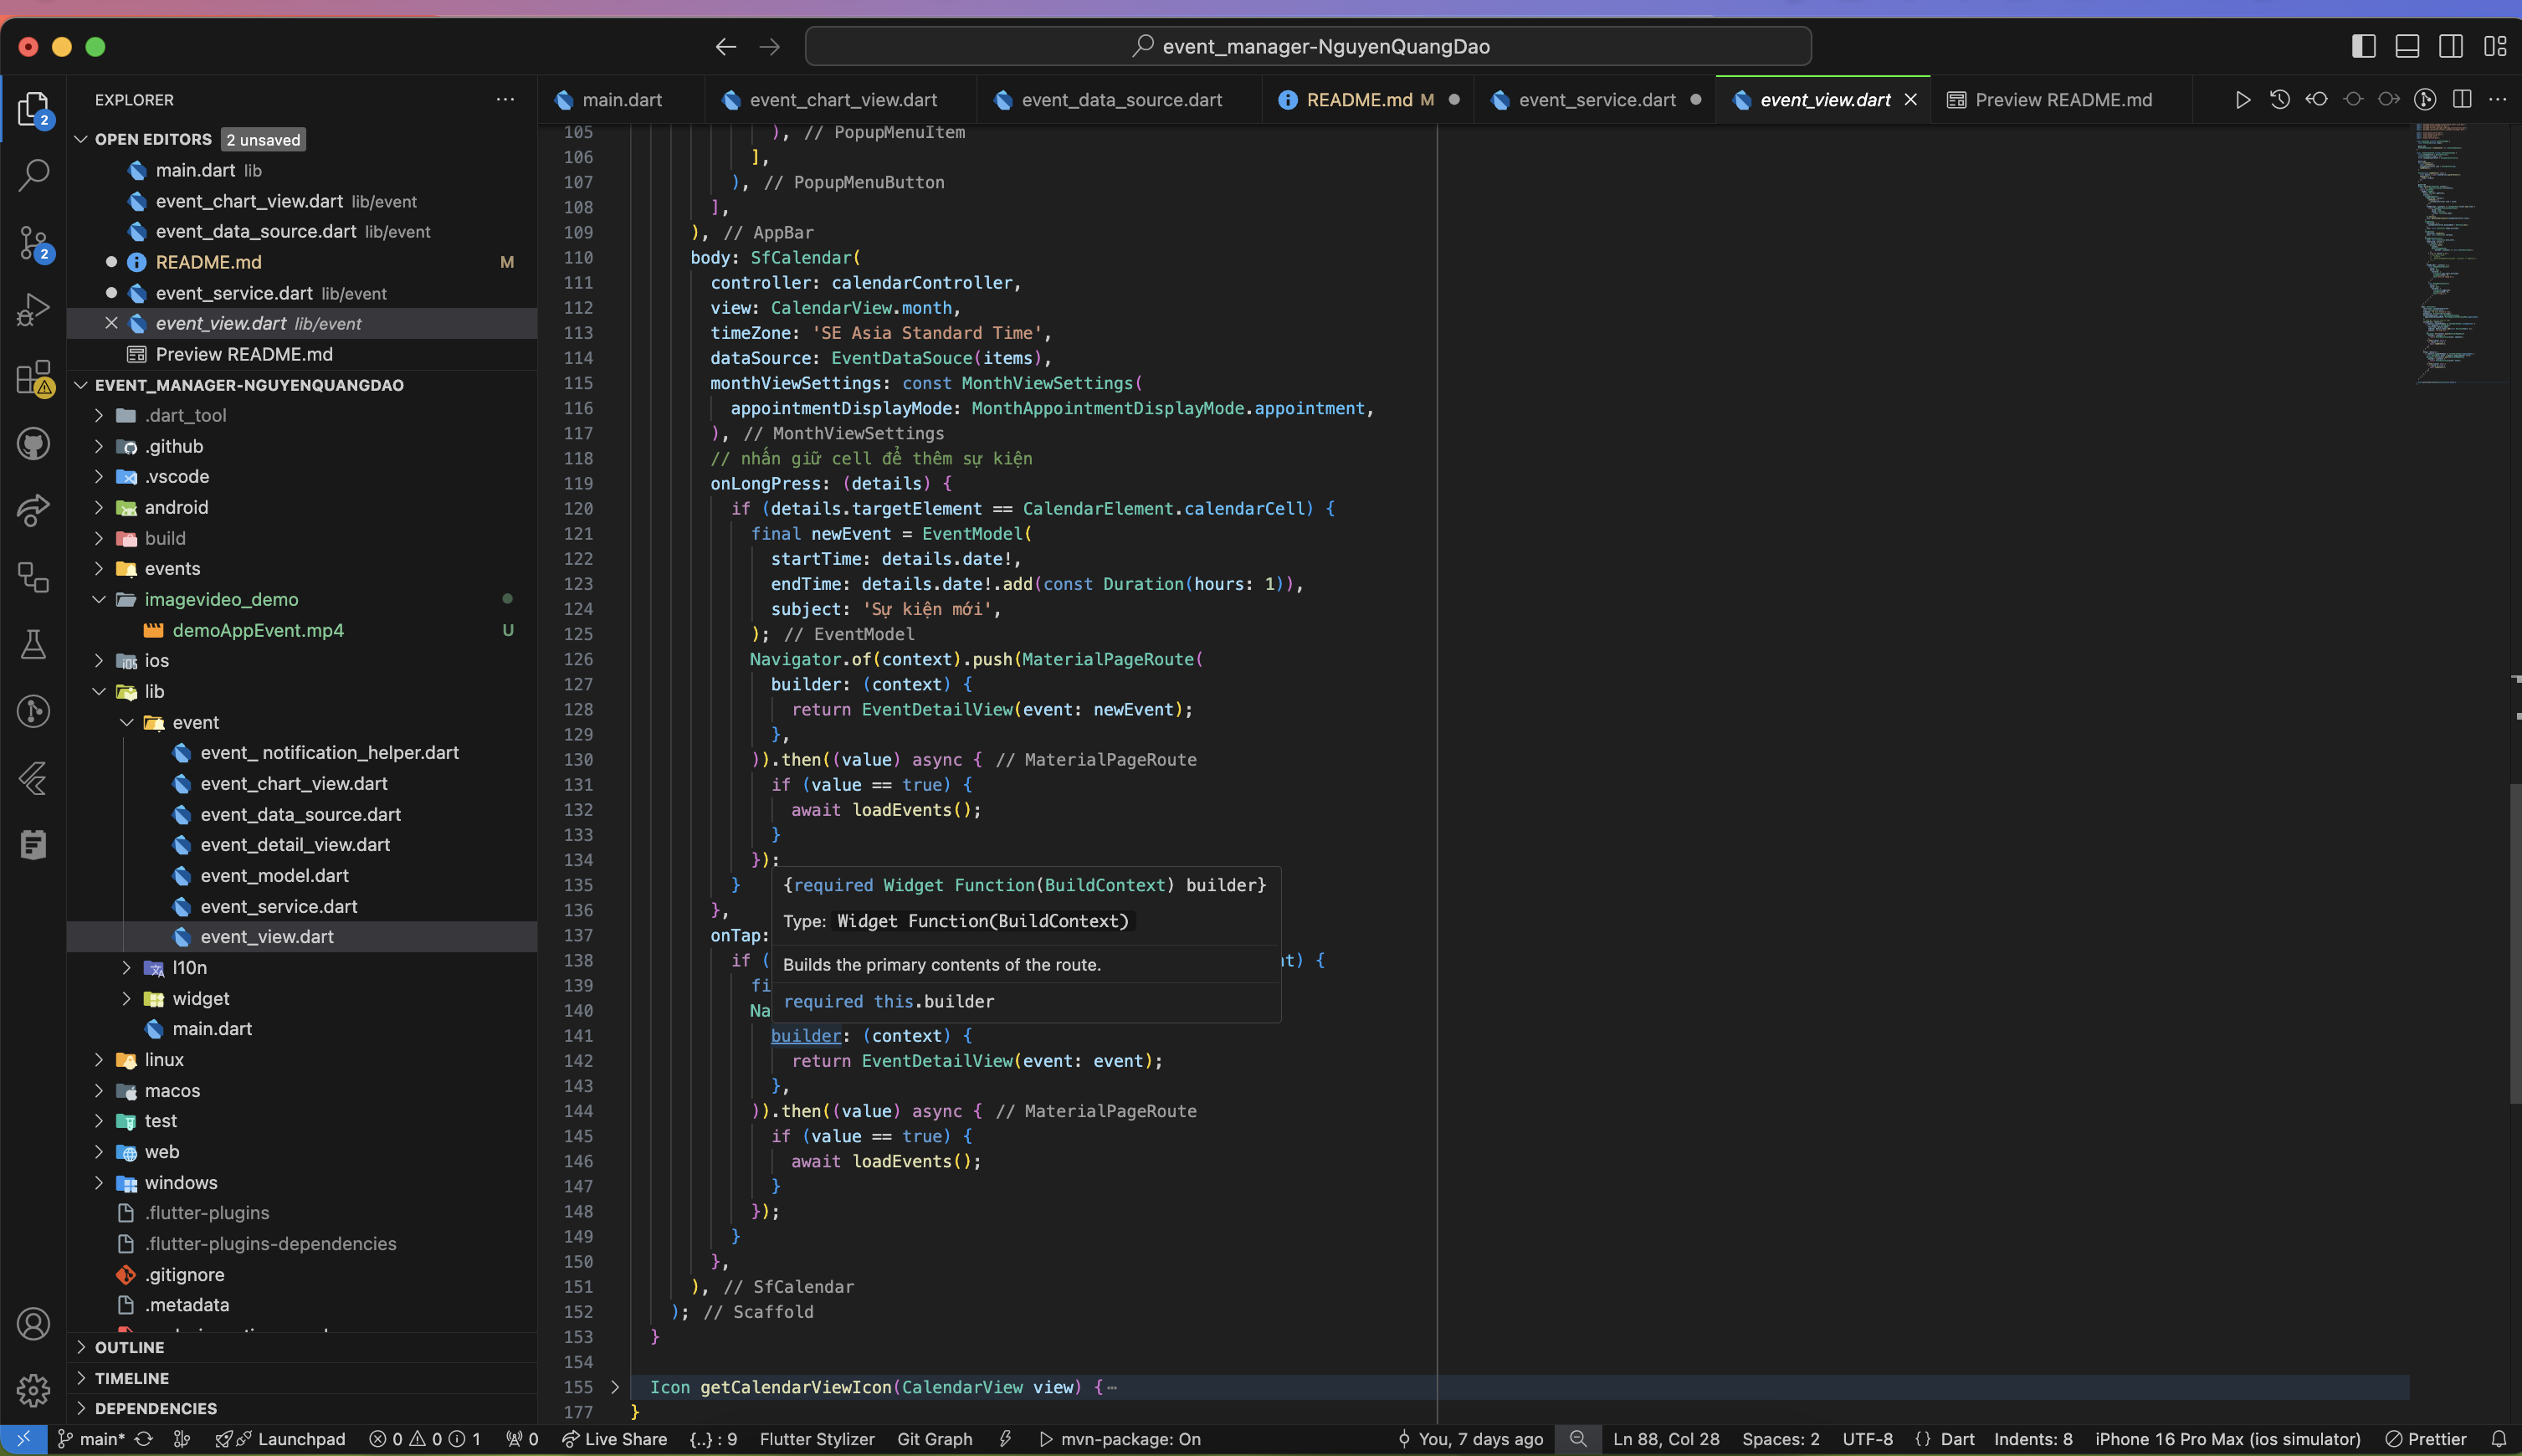 event_manager-NguyenQuangDao
EXPLORER
OPEN EDITORS 2 unsaved
main.dart lib
event_chart_view.dart lib/event
event_data_source.dart lib/event
README.md M
event_service.dart lib/event
event_view.dart lib/event
Preview README.md
EVENT_MANAGER-NGUYENQUANGDAO
.dart_tool
.github
.vscode
android
build
events
imagevideo_demo
demoAppEvent.mp4 U
ios
lib
event
event_ notification_helper.dart
event_chart_view.dart
event_data_source.dart
event_detail_view.dart
event_model.dart
event_service.dart
event_view.dart
l10n
widget
main.dart
linux
macos
test
web
windows
.flutter-plugins
.flutter-plugins-dependencies
.gitignore
.metadata
OUTLINE
TIMELINE
DEPENDENCIES
2
2
main.dart
event_chart_view.dart
event_data_source.dart
README.md M
event_service.dart
event_view.dart
Preview README.md
105 ), // PopupMenuItem
106 ],
107 ), // PopupMenuButton
108 ],
109 ), // AppBar
110 body: SfCalendar(
111 controller: calendarController,
112 view: CalendarView.month,
113 timeZone: 'SE Asia Standard Time',
114 dataSource: EventDataSouce(items),
115 monthViewSettings: const MonthViewSettings(
116 appointmentDisplayMode: MonthAppointmentDisplayMode.appointment,
117 ), // MonthViewSettings
118 // nhấn giữ cell để thêm sự kiện
119 onLongPress: (details) {
120 if (details.targetElement == CalendarElement.calendarCell) {
121 final newEvent = EventModel(
122 startTime: details.date!,
123 endTime: details.date!.add(const Duration(hours: 1)),
124 subject: 'Sự kiện mới',
125 ); // EventModel
126 Navigator.of(context).push(MaterialPageRoute(
127 builder: (context) {
128 return EventDetailView(event: newEvent);
129 },
130 )).then((value) async { // MaterialPageRoute
131 if (value == true) {
132 await loadEvents();
133 }
134 });
135 }
136 },
137 onTap:
138 if ( t) {
139 fi
140 Na
{required Widget Function(BuildContext) builder}
Type: Widget Function(BuildContext)
Builds the primary contents of the route.
required this.builder
141 builder: (context) {
142 return EventDetailView(event: event);
143 },
144 )).then((value) async { // MaterialPageRoute
145 if (value == true) {
146 await loadEvents();
147 }
148 });
149 }
150 },
151 ), // SfCalendar
152 ); // Scaffold
153 }
154
155 Icon getCalendarViewIcon(CalendarView view) {…
177 }
main* Launchpad 0 0 1 0 Live Share {..} : 9 Flutter Stylizer Git Graph mvn-package: On You, 7 days ago Ln 88, Col 28 Spaces: 2 UTF-8 {} Dart Indents: 8 iPhone 16 Pro Max (ios simulator) Prettier